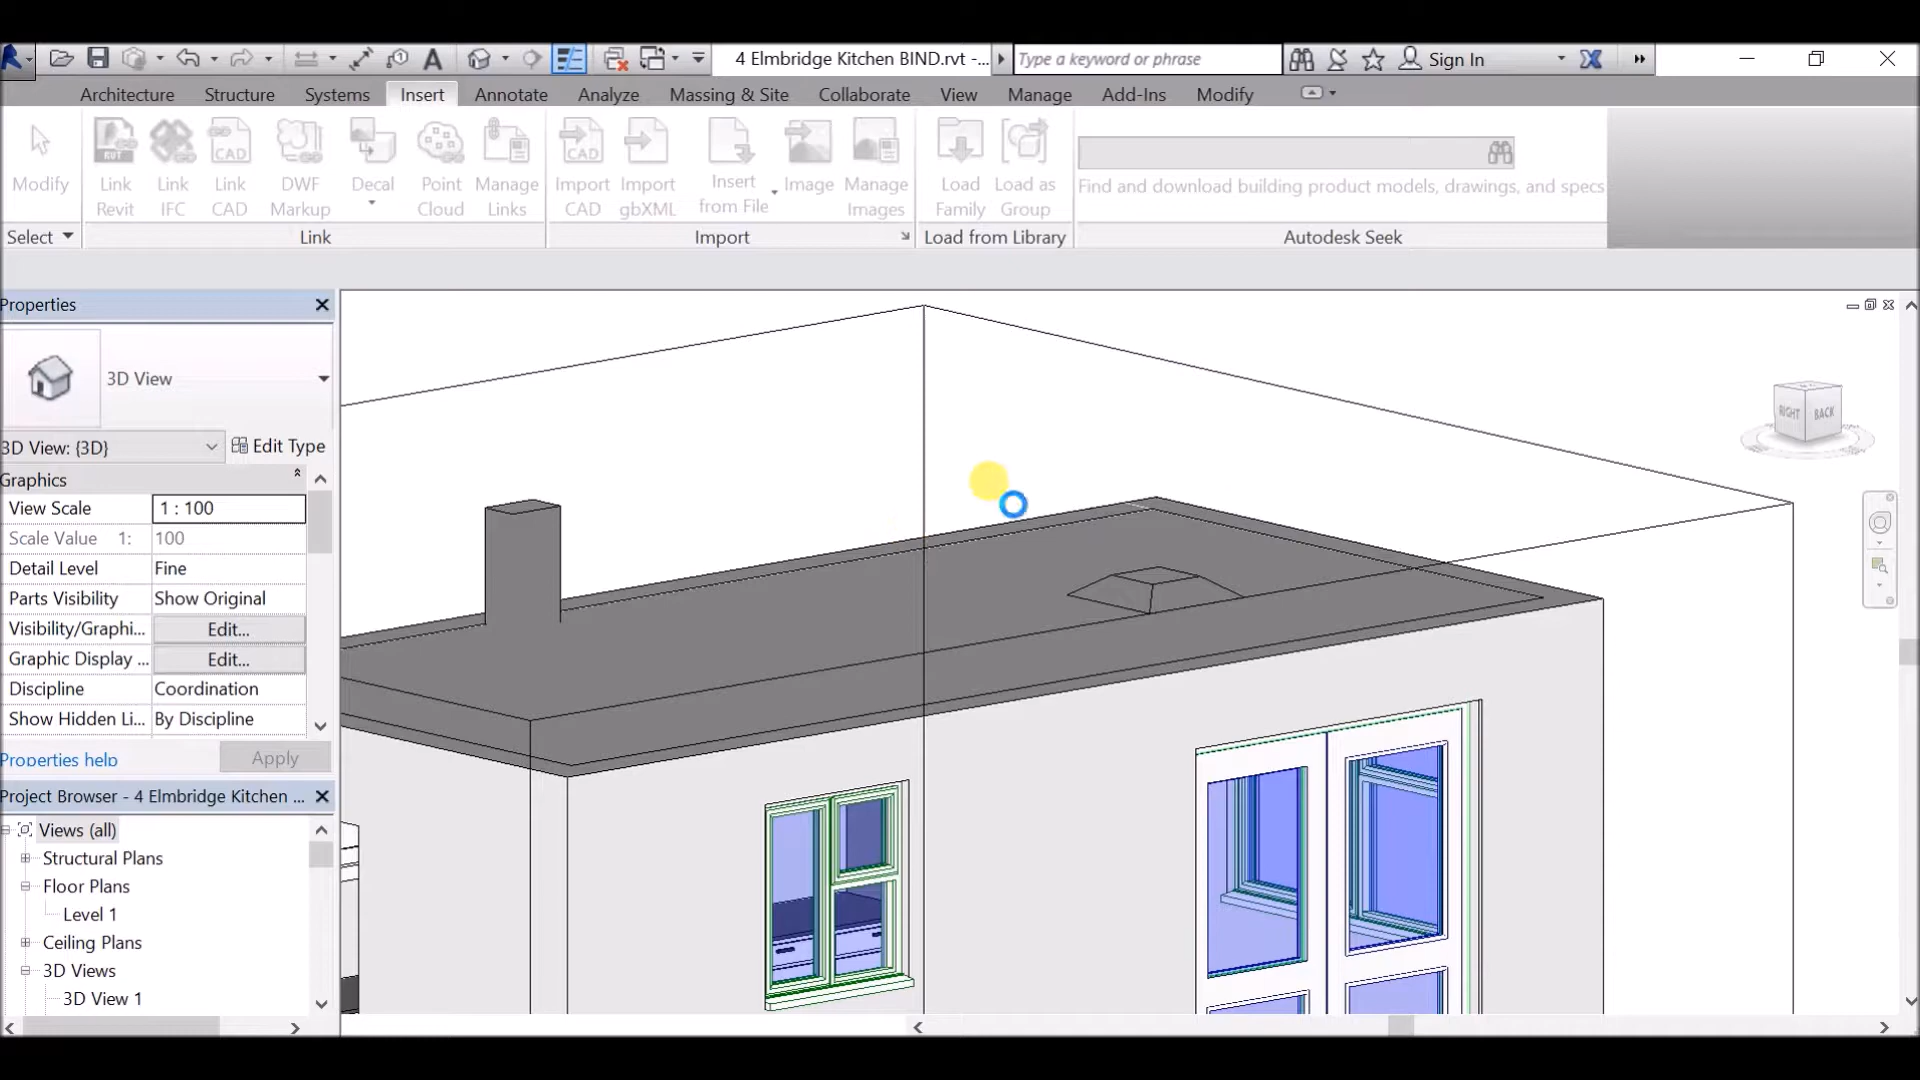 4 Elmbridge Kitchen BIND.rvt -...
Type a keyword or phrase
Sign In
Architecture Structure Systems Insert Annotate Analyze Massing & Site Collaborate View Manage Add-Ins Modify
Modify
Link Revit
Link IFC
Link CAD
DWF Markup
Decal
Point Cloud
Manage Links
Import CAD
Import gbXML
Insert from File
Image
Manage Images
Load Family
Load as Group
Find and download building product models, drawings, and specs
Select
Link
Import
Load from Library
Autodesk Seek
Properties
3D View
3D View: {3D}
Edit Type
Graphics
View Scale 1 : 100
Scale Value 1: 100
Detail Level Fine
Parts Visibility Show Original
Visibility/Graphi... Edit...
Graphic Display ... Edit...
Discipline Coordination
Show Hidden Li... By Discipline
Properties help
Apply
Project Browser - 4 Elmbridge Kitchen ...
Views (all)
Structural Plans
Floor Plans
Level 1
Ceiling Plans
3D Views
3D View 1
RIGHT
BACK